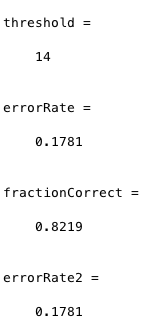 threshold =
14
errorRate =
0.1781
fractionCorrect =
0.8219
errorRate2 =
0.1781